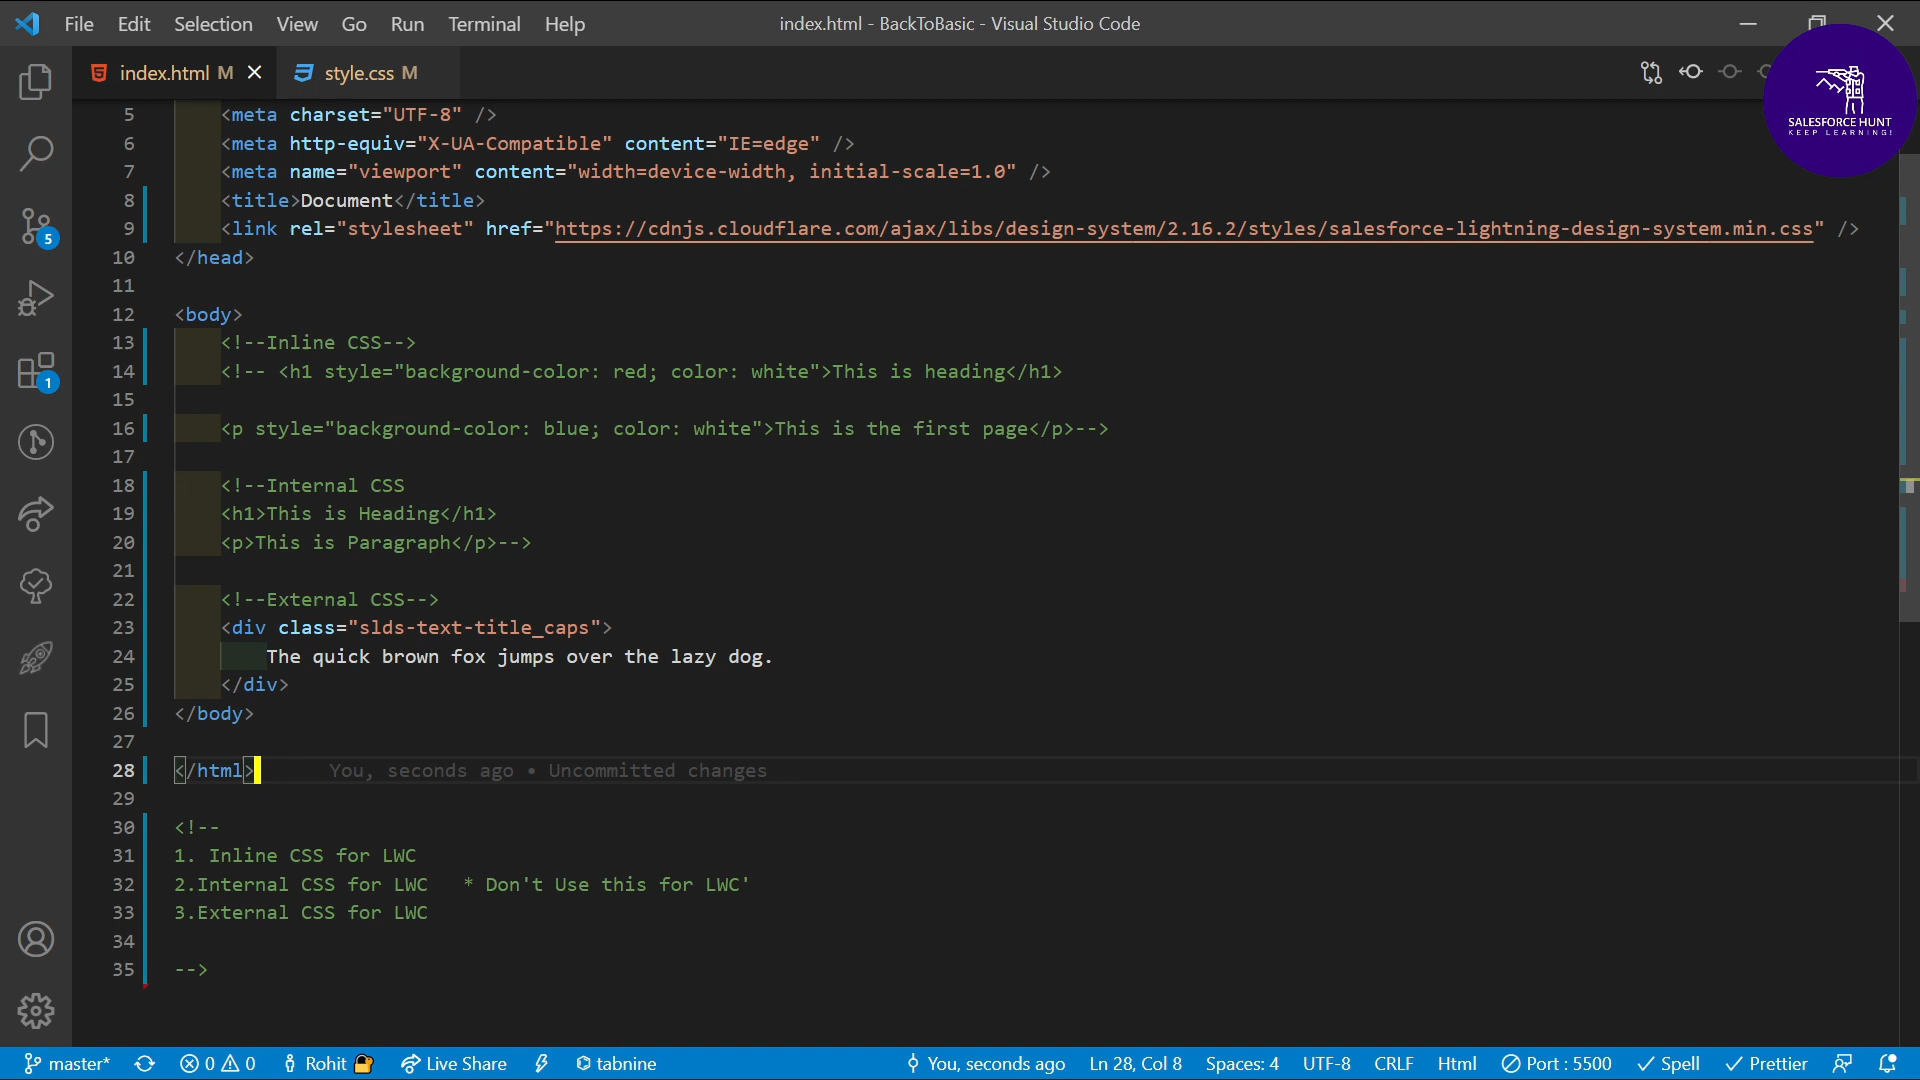 File Edit Selection View Go Run Terminal Help index.html - BackToBasic - Visual Studio Code
index.html M style.css M
SALESFORCE HUNT
KEEP LEARNING!
5 <meta charset="UTF-8" />
6 <meta http-equiv="X-UA-Compatible" content="IE=edge" />
7 <meta name="viewport" content="width=device-width, initial-scale=1.0" />
8 <title>Document</title>
9 <link rel="stylesheet" href="https://cdnjs.cloudflare.com/ajax/libs/design-system/2.16.2/styles/salesforce-lightning-design-system.min.css" />
10 </head>
11
12 <body>
13 <!--Inline CSS-->
14 <!-- <h1 style="background-color: red; color: white">This is heading</h1>
15
16 <p style="background-color: blue; color: white">This is the first page</p>-->
17
18 <!--Internal CSS
19 <h1>This is Heading</h1>
20 <p>This is Paragraph</p>-->
21
22 <!--External CSS-->
23 <div class="slds-text-title_caps">
24 The quick brown fox jumps over the lazy dog.
25 </div>
26 </body>
27
28 </html> You, seconds ago • Uncommitted changes
29
30 <!--
31 1. Inline CSS for LWC
32 2.Internal CSS for LWC * Don't Use this for LWC'
33 3.External CSS for LWC
34
35 -->
5
1
master* 0 0 Rohit Live Share tabnine You, seconds ago Ln 28, Col 8 Spaces: 4 UTF-8 CRLF Html Port : 5500 Spell Prettier